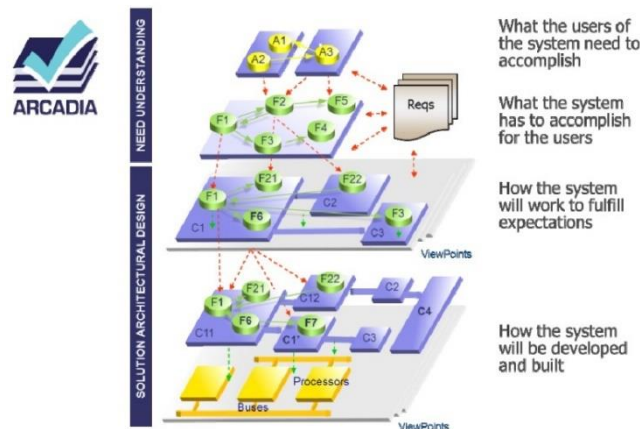 ARCADIA
NEED UNDERSTANDING
SOLUTION ARCHITECTURAL DESIGN
A1
A2
A3
What the users of
the system need to
accomplish
F1
F2
F5
F3
F4
Reqs
What the system
has to accomplish
for the users
F1
F21
F22
C2
F6
F3
C1
C3
ViewPoints
How the system
will work to fulfill
expectations
F1
F21
F22
C12
C2
C4
F6
F7
C11
C1'
C3
Processors
Buses
ViewPoints
How the system
will be developed
and built